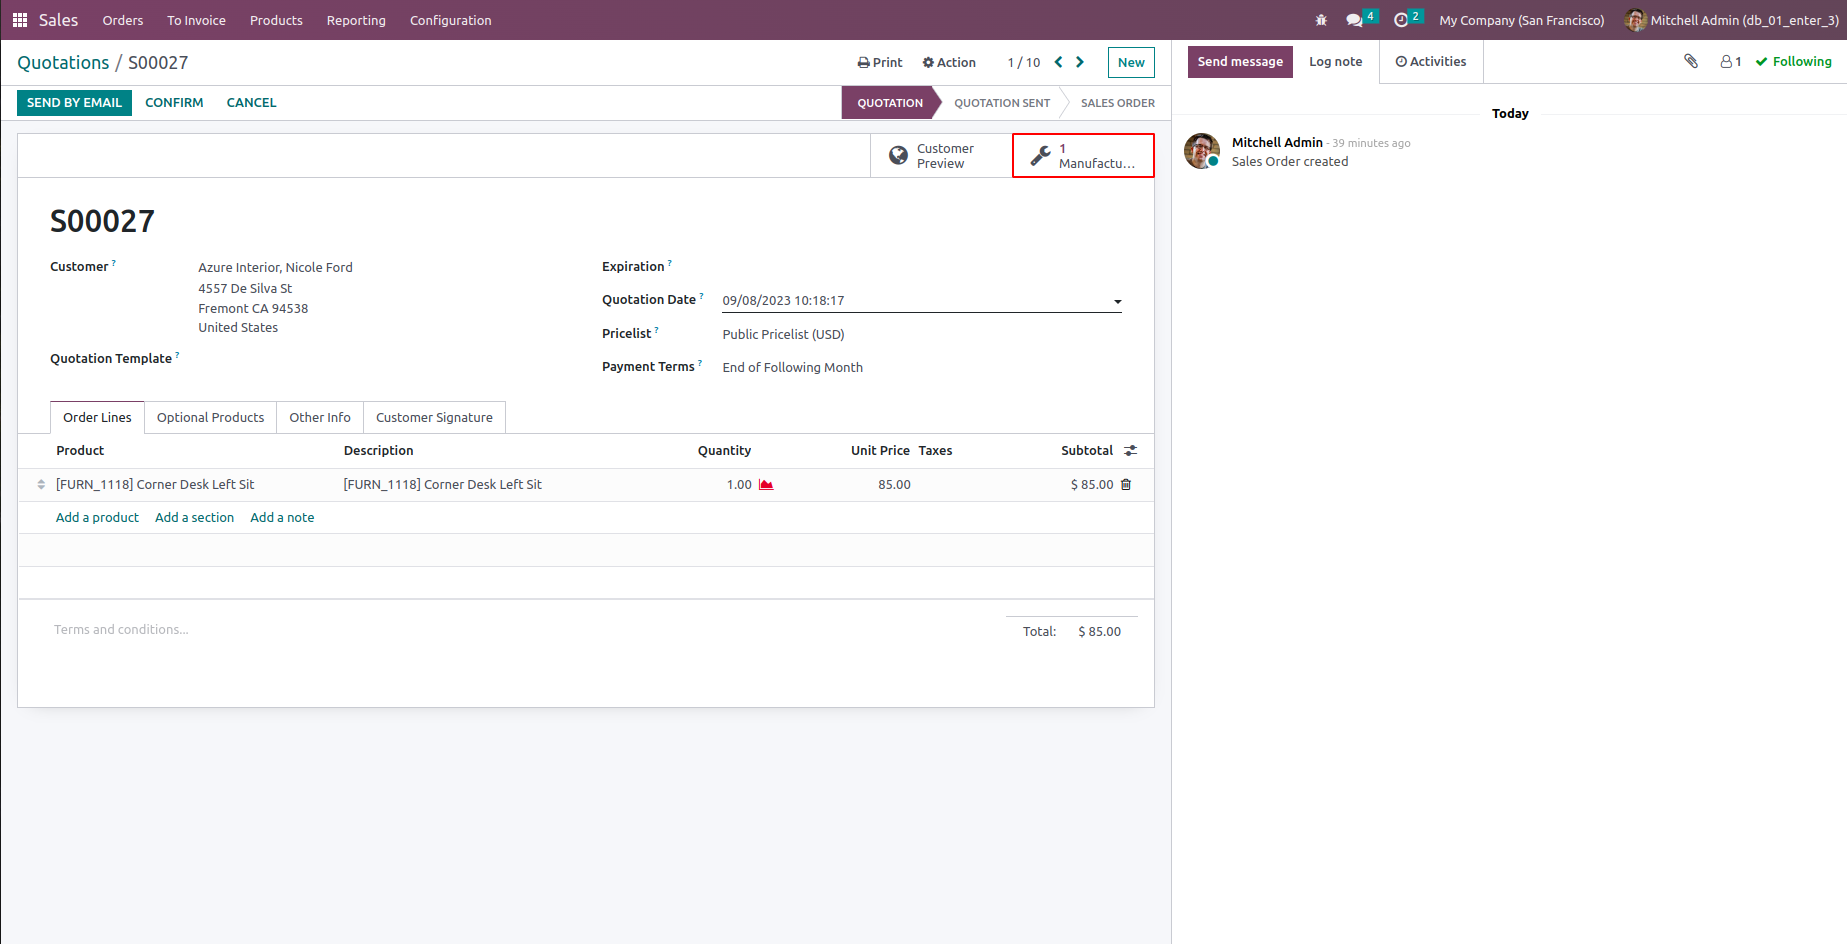 Sales Orders To Invoice Products Reporting Configuration 4 2 My Company (San Francisco) Mitchell Admin (db_01_enter_3)
Quotations / S00027 Print Action 1 / 10 New
Send message Log note Activities 1 Following
SEND BY EMAIL CONFIRM CANCEL QUOTATION QUOTATION SENT SALES ORDER
Today
Customer Preview
1 Manufactu...
Mitchell Admin - 39 minutes ago
Sales Order created
S00027
Customer ? Azure Interior, Nicole Ford
4557 De Silva St
Fremont CA 94538
United States
Quotation Template ?
Expiration ?
Quotation Date ? 09/08/2023 10:18:17
Pricelist ? Public Pricelist (USD)
Payment Terms ? End of Following Month
Order Lines Optional Products Other Info Customer Signature
Product Description Quantity Unit Price Taxes Subtotal
[FURN_1118] Corner Desk Left Sit [FURN_1118] Corner Desk Left Sit 1.00 85.00 $ 85.00
Add a product Add a section Add a note
Terms and conditions...
Total: $ 85.00